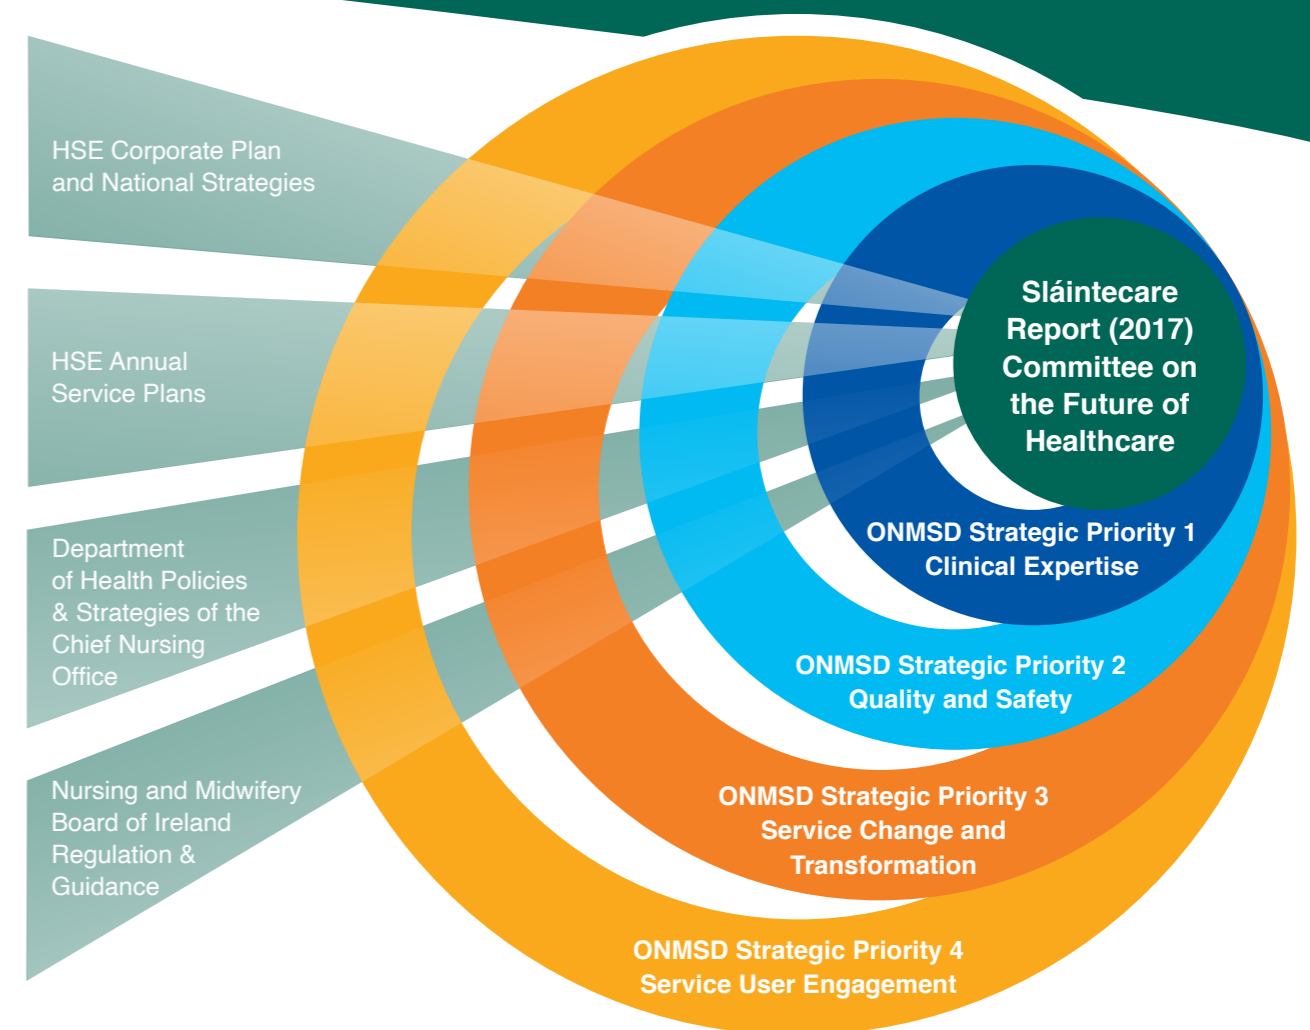 HSE Corporate Plan
and National Strategies
HSE Annual
Service Plans
Department
of Health Policies
& Strategies of the
Chief Nursing
Office
Nursing and Midwifery
Board of Ireland
Regulation &
Guidance
Sláintecare
Report (2017)
Committee on
the Future of
Healthcare
ONMSD Strategic Priority 1
Clinical Expertise
ONMSD Strategic Priority 2
Quality and Safety
ONMSD Strategic Priority 3
Service Change and
Transformation
ONMSD Strategic Priority 4
Service User Engagement